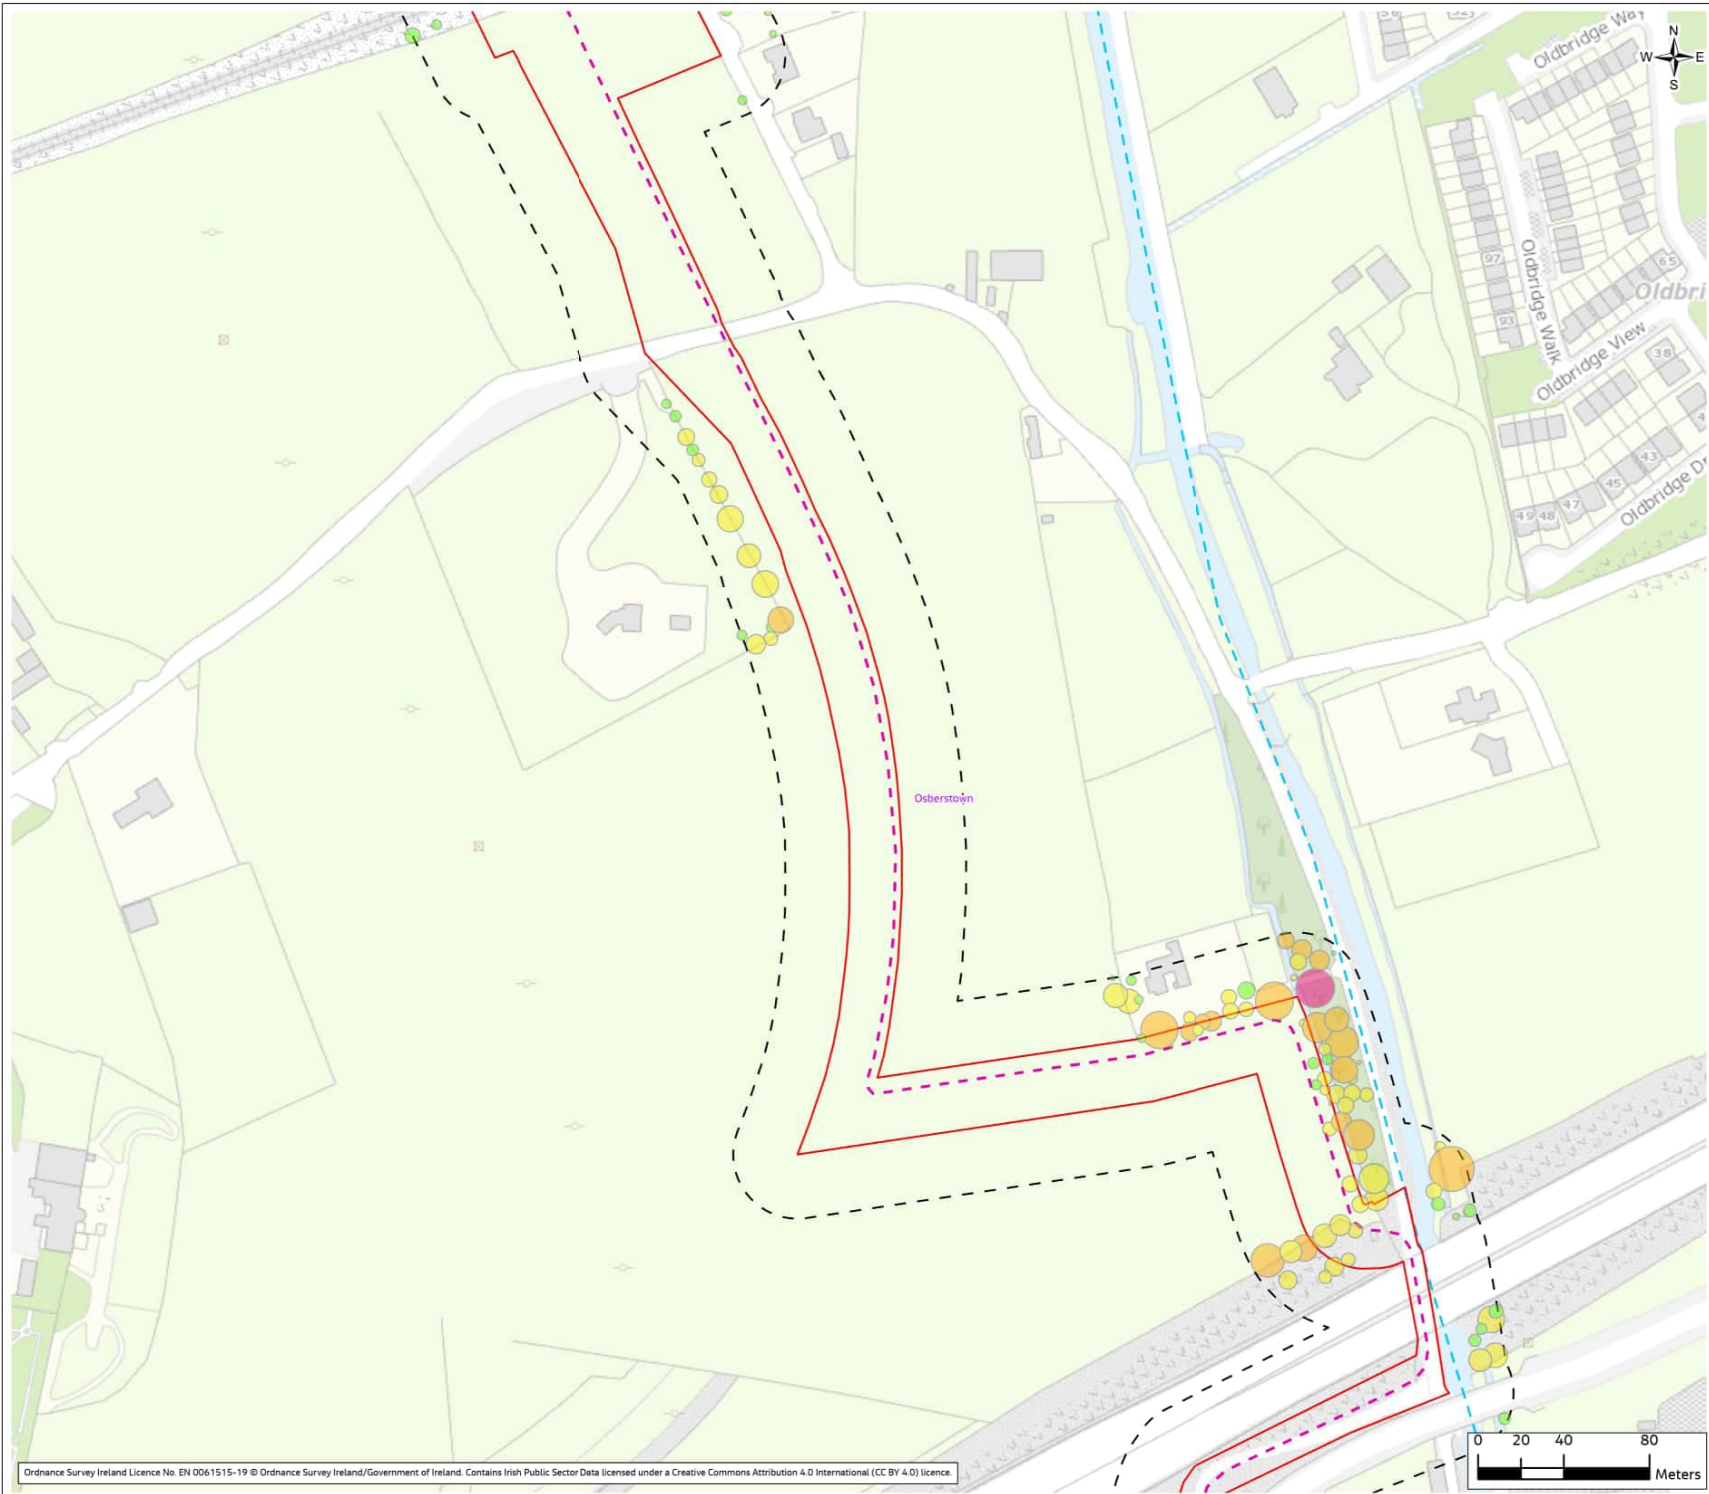 Oldbridge Way
N
W E
S
97
65
Oldbri
Oldbridge Walk
93
Oldbridge View
38
43
45
47
49 48
Oldbridge Dr
Osberstown
0 20 40 80
Meters
Ordnance Survey Ireland Licence No. EN 0061515-19 © Ordnance Survey Ireland/Government of Ireland. Contains Irish Public Sector Data licensed under a Creative Commons Attribution 4.0 International (CC BY 4.0) licence.